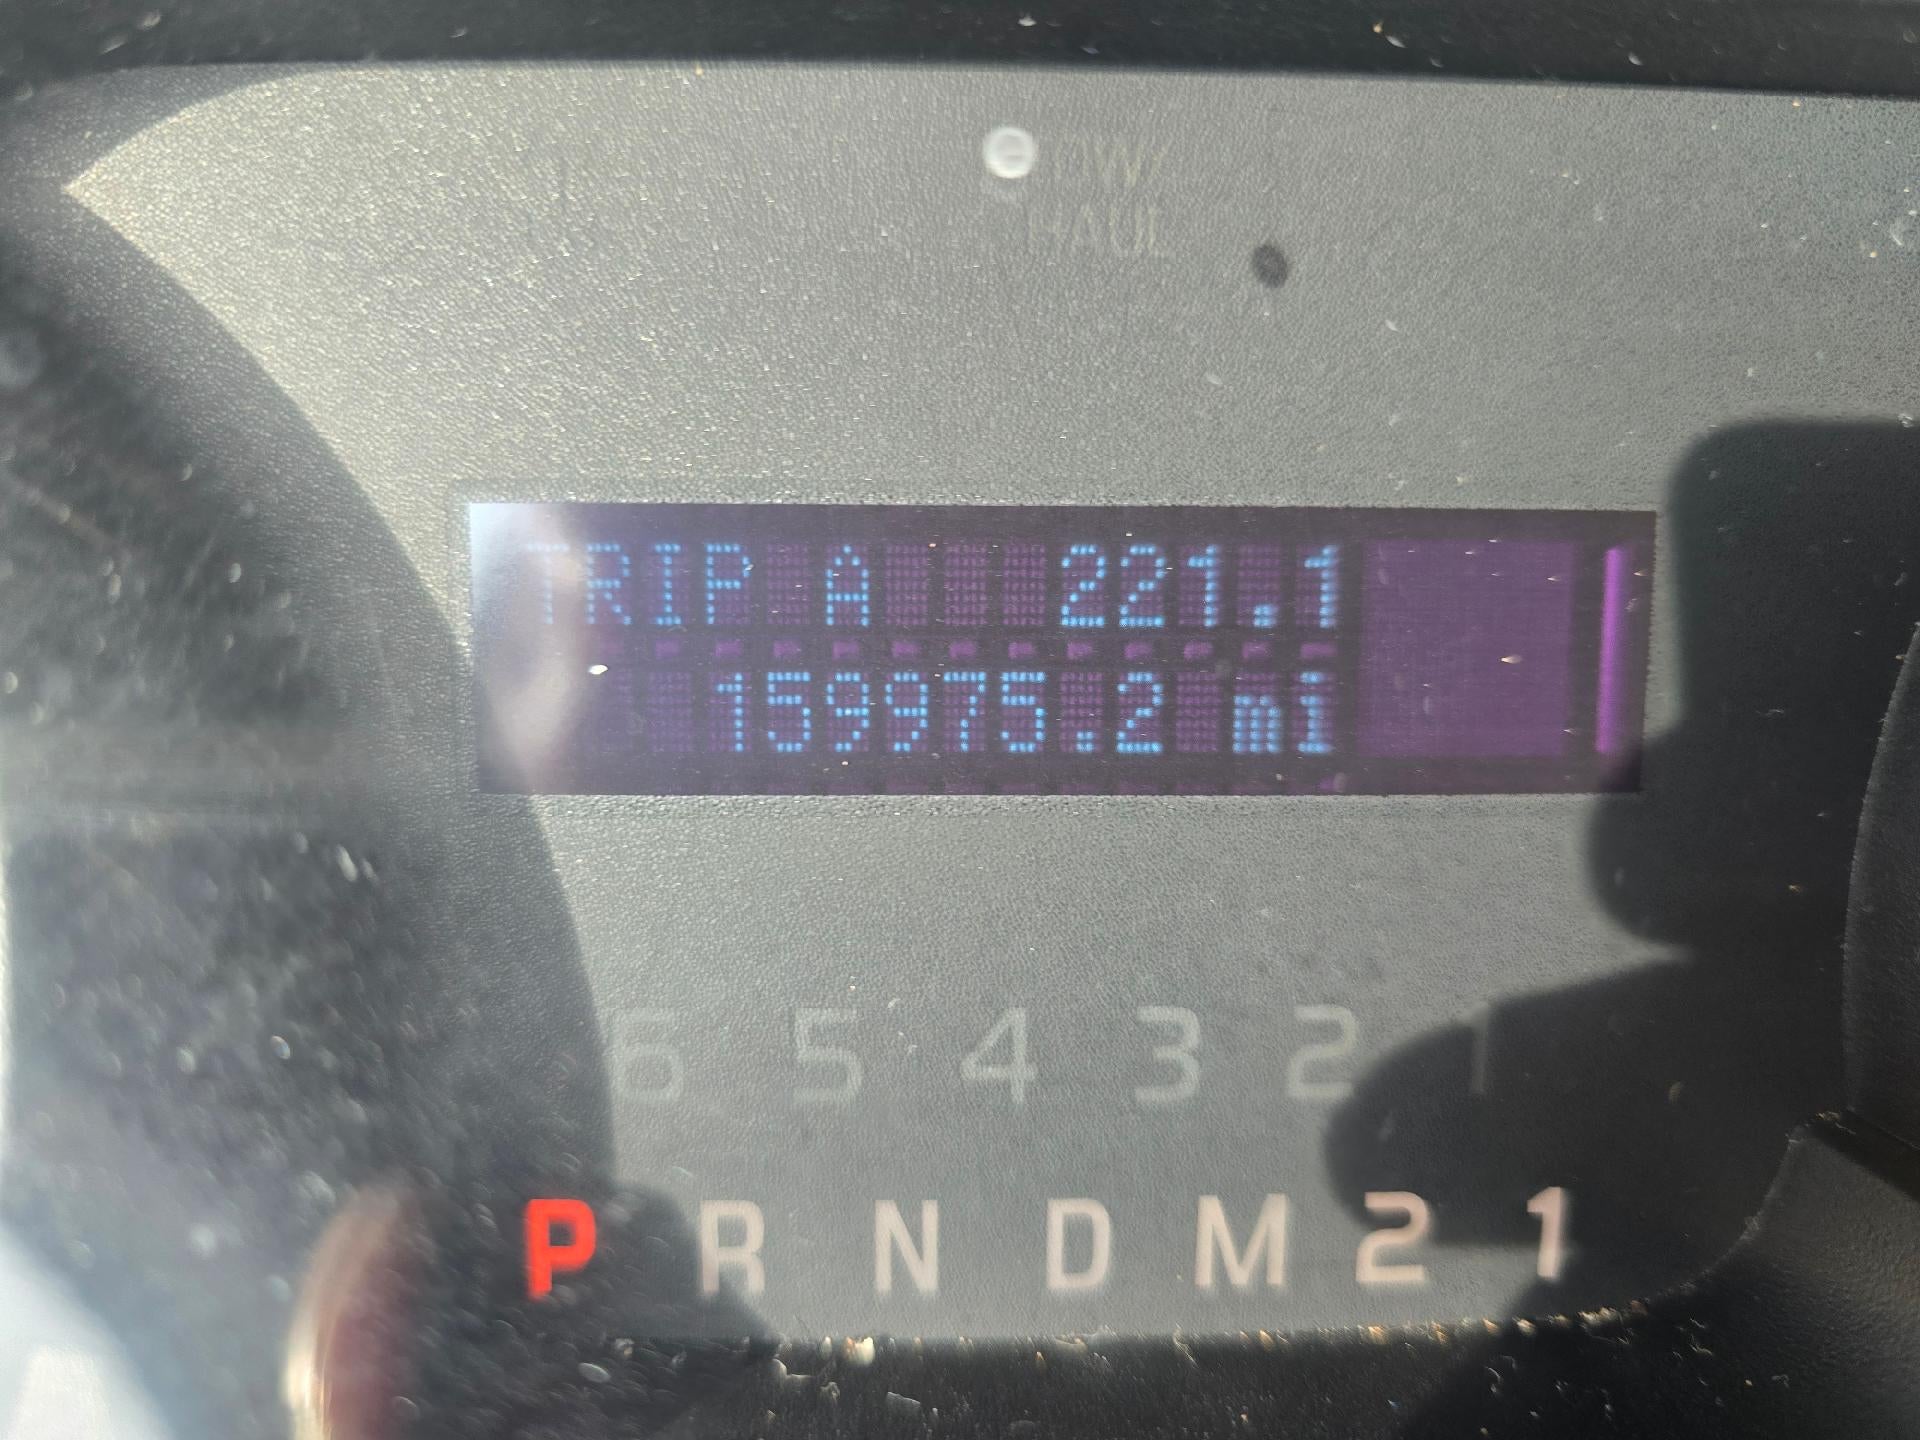 TOW/
HAUL
TRIP A 221.1
159975.2 mi
6 5 4 3 2 1
P R N D M 2 1